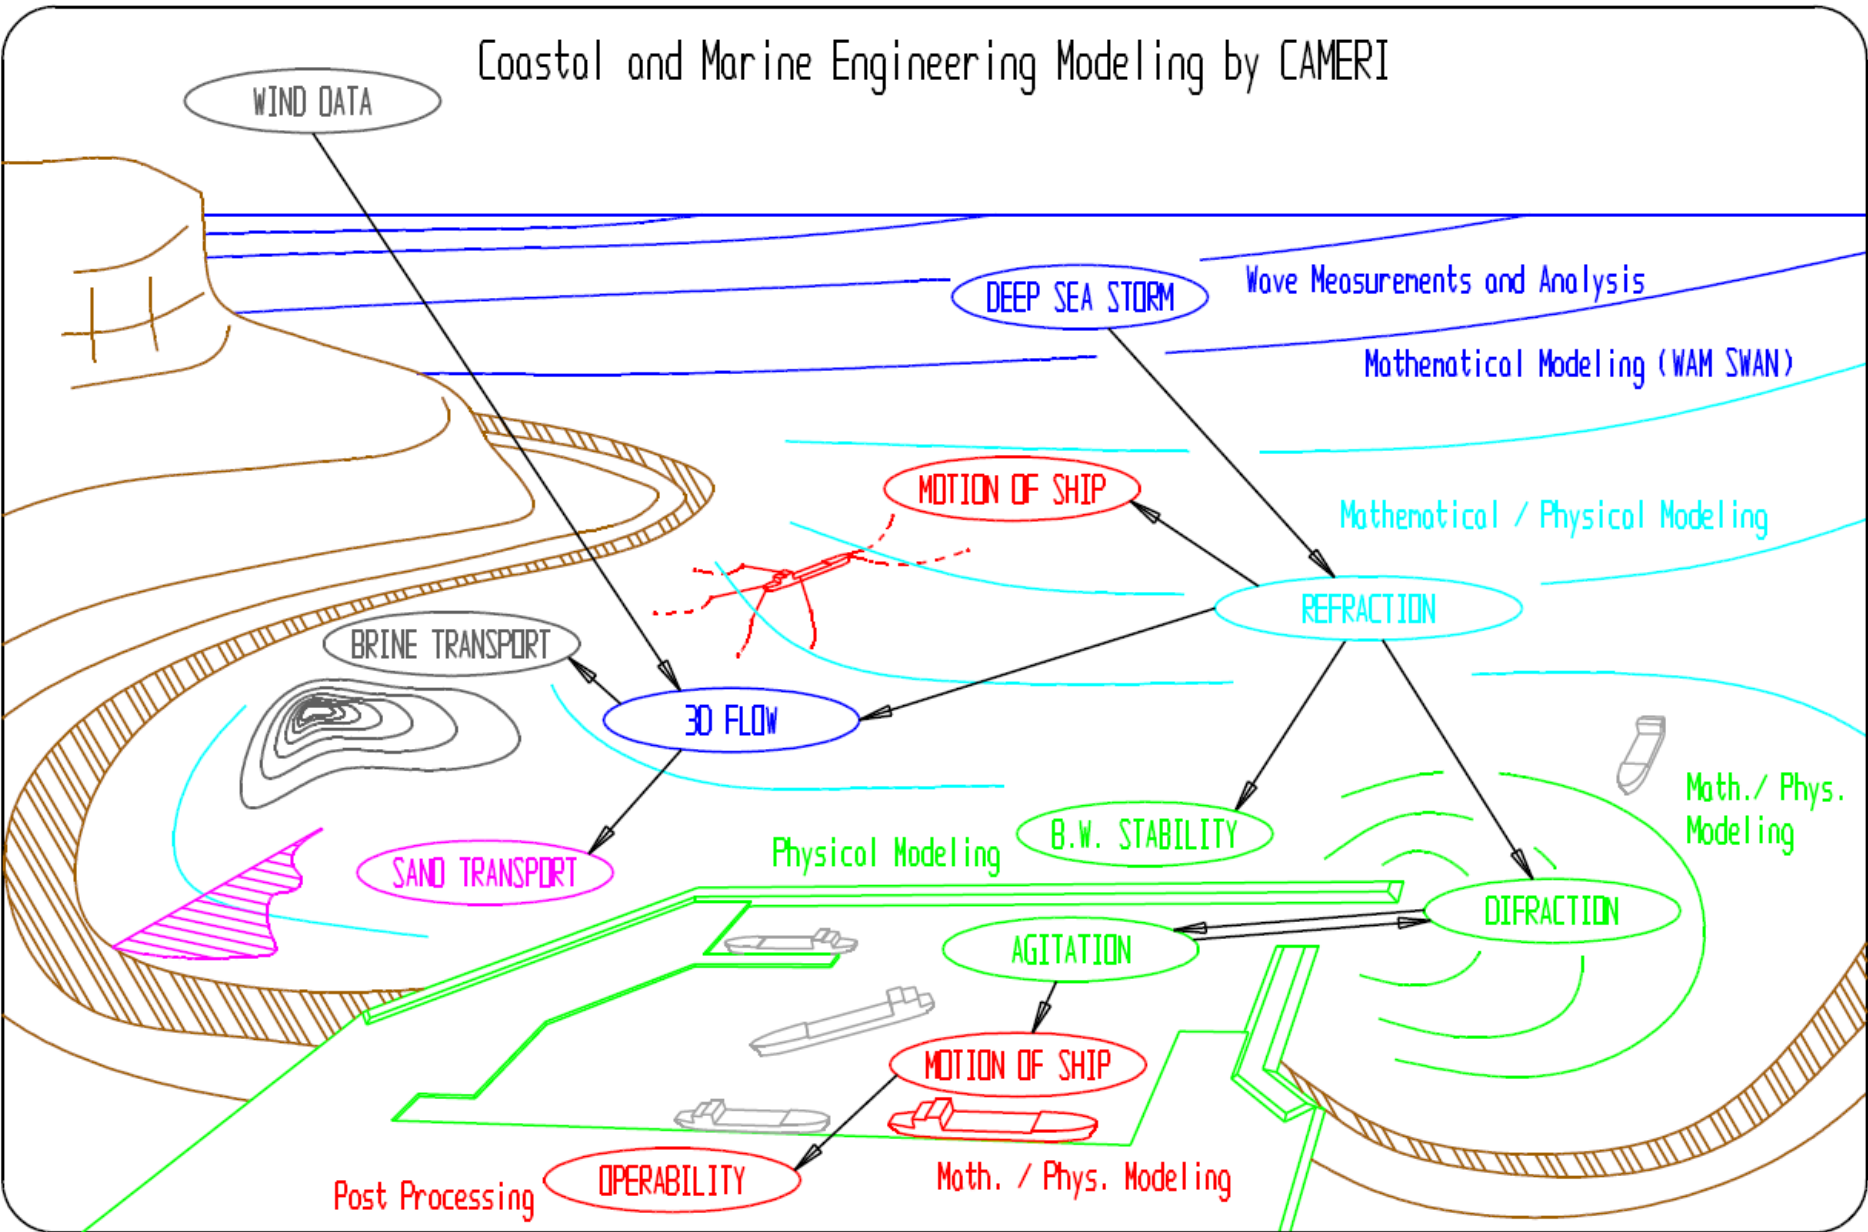 Coastal and Marine Engineering Modeling by CAMERI
WIND DATA
DEEP SEA STORM
Wave Measurements and Analysis
Mathematical Modeling (WAM SWAN)
MOTION OF SHIP
Mathematical / Physical Modeling
REFRACTION
BRINE TRANSPORT
3D FLOW
Math./ Phys.
Modeling
B.W. STABILITY
Physical Modeling
SAND TRANSPORT
DIFRACTION
AGITATION
MOTION OF SHIP
OPERABILITY
Math. / Phys. Modeling
Post Processing